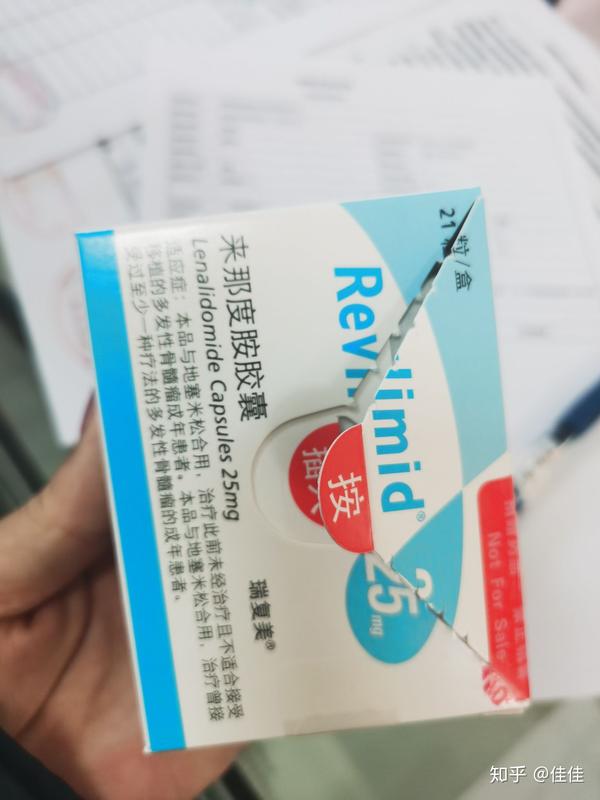 21粒/盒
Revlimid®
25mg
按
来那度胺胶囊
Lenalidomide Capsules 25mg
瑞复美®
适应症：本品与地塞米松合用，治疗此前未经治疗且不适合接受
移植的多发性骨髓瘤成年患者。本品与地塞米松合用，治疗曾接
受过至少一种疗法的多发性骨髓瘤的成年患者。
Not For Sale
知乎 @佳佳